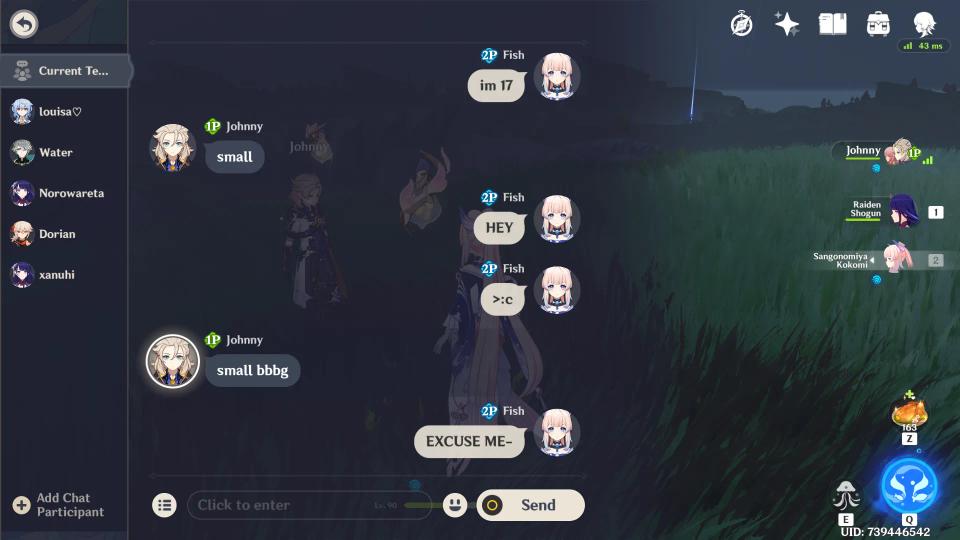 43 ms
Current Te...
louisa♡
Water
Norowareta
Dorian
xanuhi
Add Chat
Participant
2P Fish
im 17
1P Johnny
small
Johnny
2P Fish
HEY
2P Fish
>:c
1P Johnny
small bbbg
2P Fish
EXCUSE ME-
Click to enter
Lv. 90
Send
Johnny 1P
Raiden
Shogun
1
Sangonomiya
Kokomi
2
163
Z
E
Q
UID: 739446542